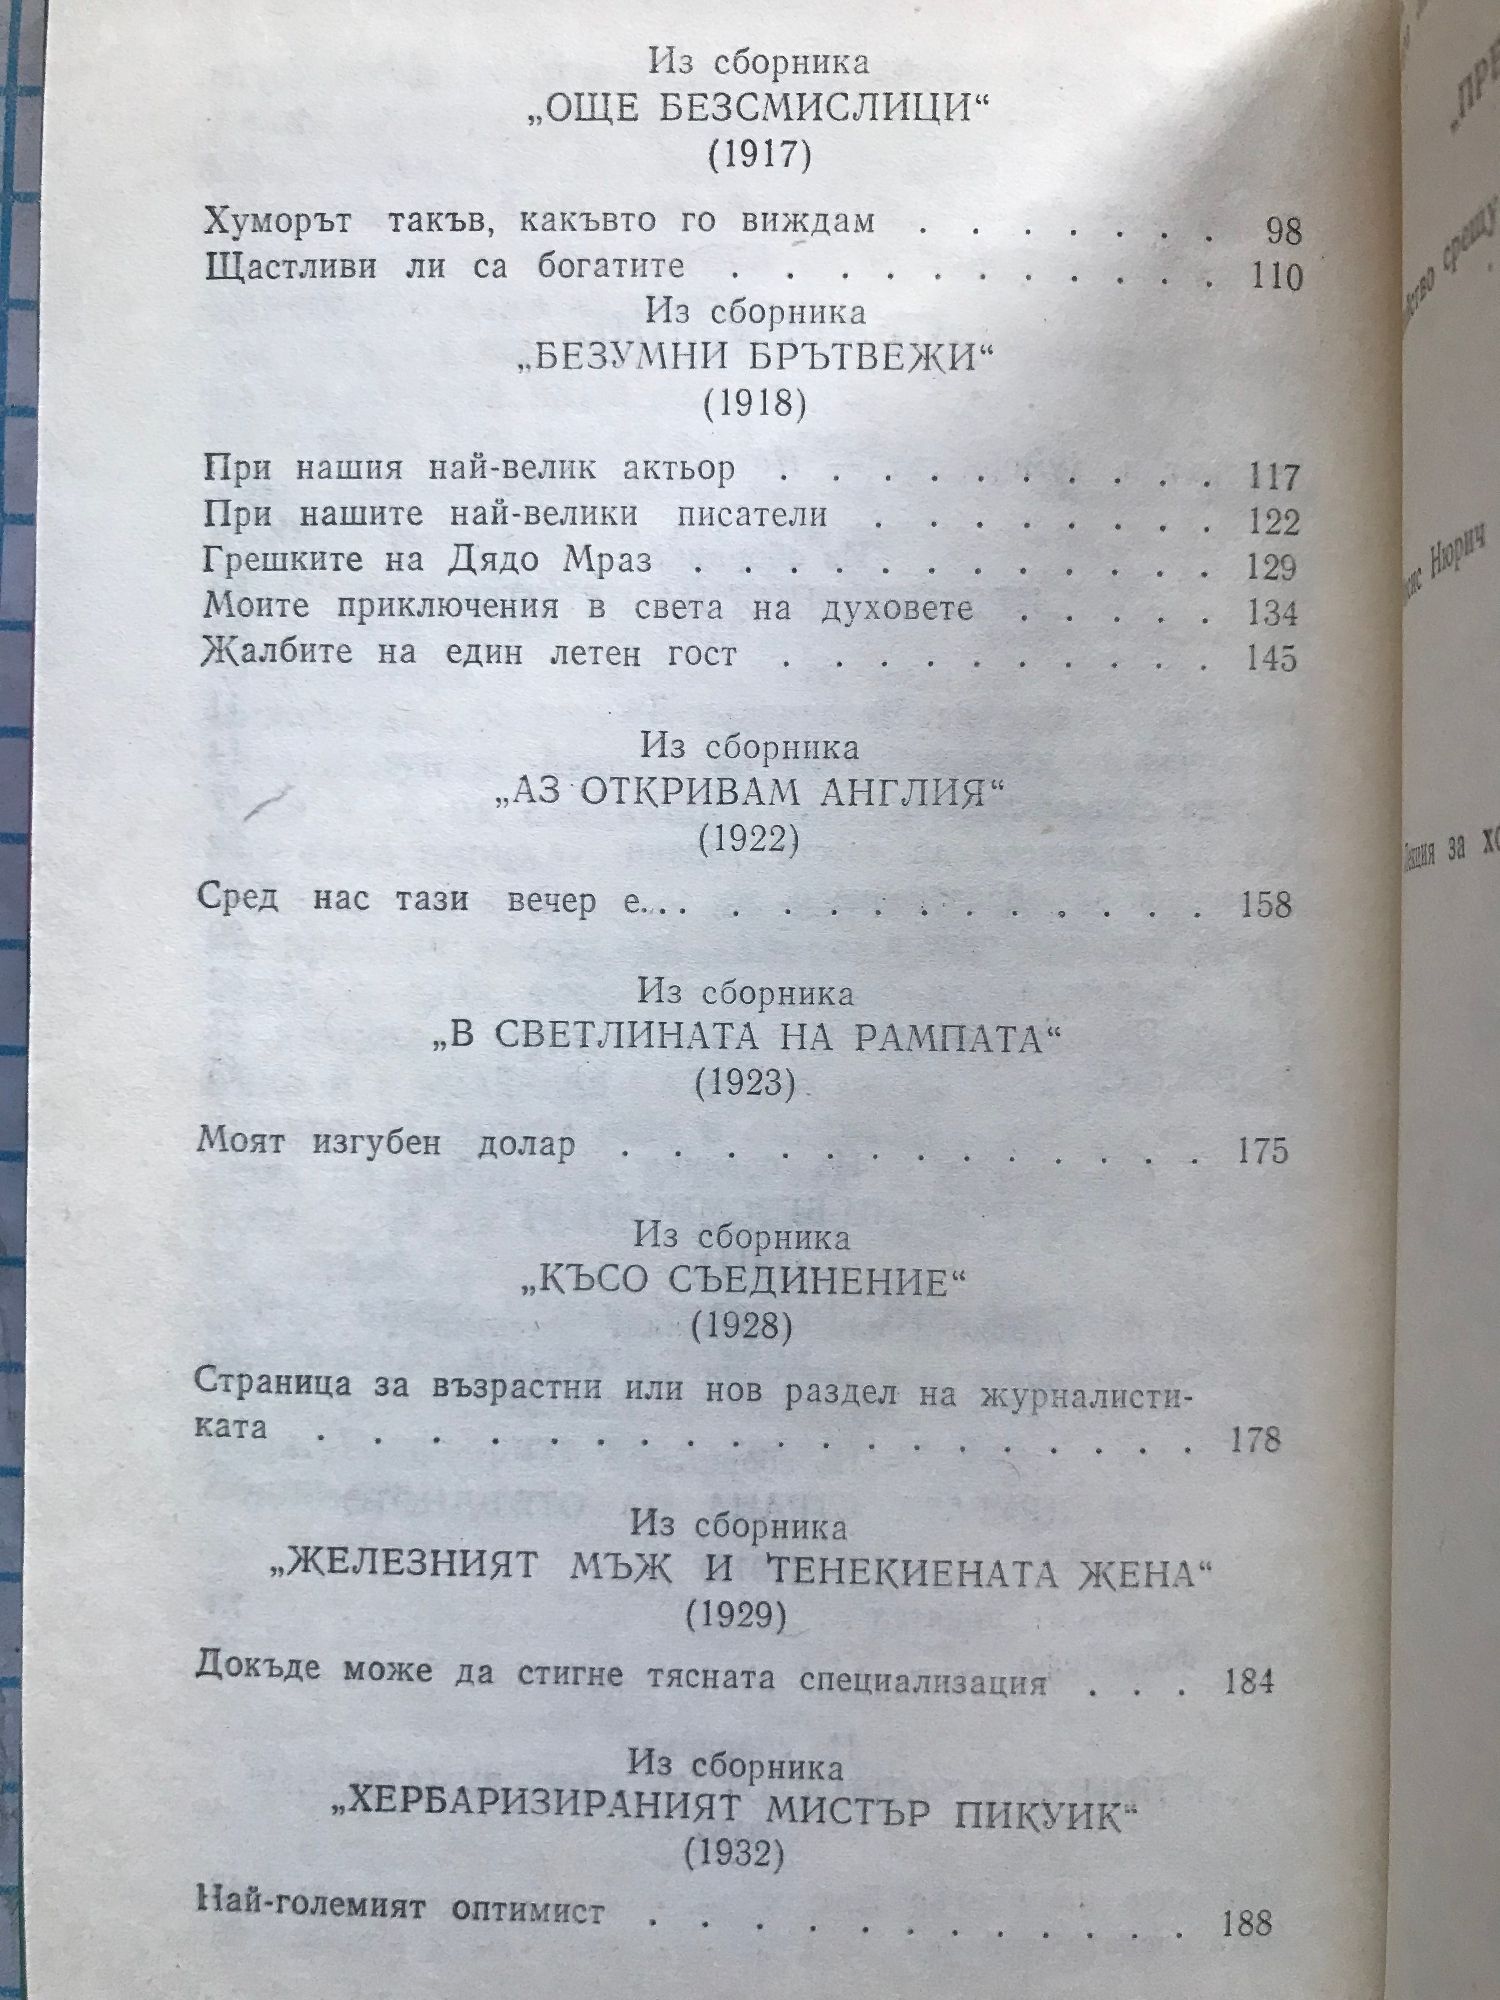 Из сборника
„ОЩЕ БЕЗСМИСЛИЦИ“
(1917)
Хуморът такъв, какъвто го виждам . . . . . . . 98
Щастливи ли са богатите . . . . . . . . . . . 110
Из сборника
„БЕЗУМНИ БРЪТВЕЖИ“
(1918)
При нашия най-велик актьор . . . . . . . . . 117
При нашите най-велики писатели . . . . . . . 122
Грешките на Дядо Мраз . . . . . . . . . . . 129
Моите приключения в света на духовете . . . . . 134
Жалбите на един летен гост . . . . . . . . . 145
Из сборника
„АЗ ОТКРИВАМ АНГЛИЯ“
(1922)
Сред нас тази вечер е... . . . . . . . . . . . 158
Из сборника
„В СВЕТЛИНАТА НА РАМПАТА“
(1923)
Моят изгубен долар . . . . . . . . . . . . 175
Из сборника
„КЪСО СЪЕДИНЕНИЕ“
(1928)
Страница за възрастни или нов раздел на журналисти-
ката . . . . . . . . . . . . . . . . . 178
Из сборника
„ЖЕЛЕЗНИЯТ МЪЖ И ТЕНЕКИЕНАТА ЖЕНА“
(1929)
Докъде може да стигне тясната специализация . . . 184
Из сборника
„ХЕРБАРИЗИРАНИЯТ МИСТЪР ПИКУИК“
(1932)
Най-големият оптимист . . . . . . . . . . . 188
срещу
Нюрич
за